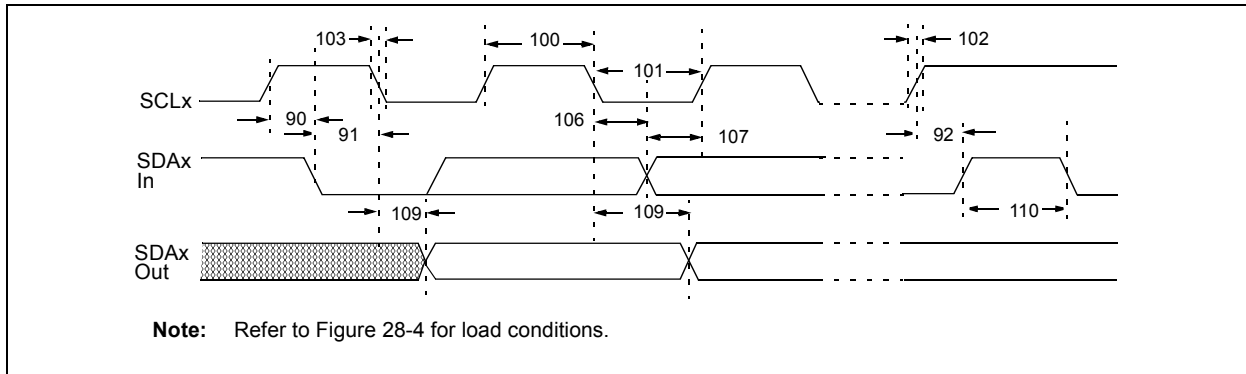 103
100
102
101
SCLx
90
91
106
107
92
SDAx
In
109
109
110
SDAx
Out
Note: Refer to Figure 28-4 for load conditions.